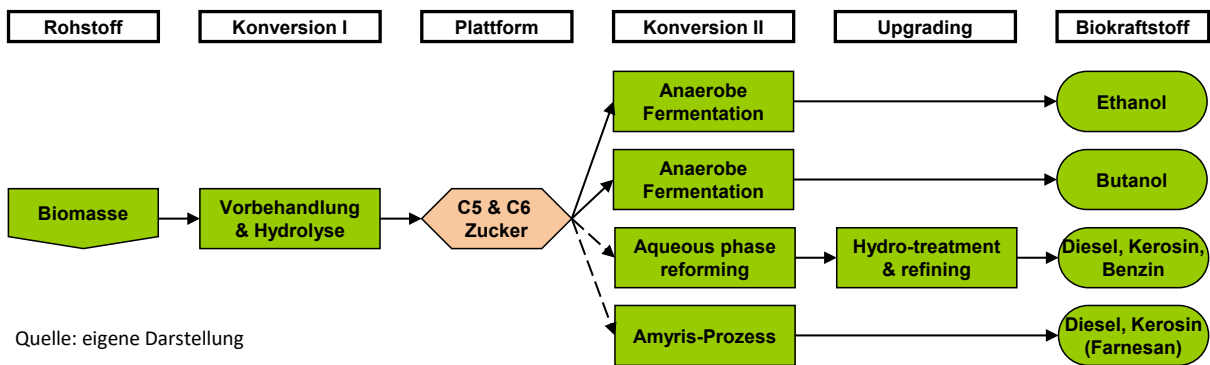 Rohstoff
Konversion I
Plattform
Konversion II
Upgrading
Biokraftstoff
Anaerobe
Fermentation
Ethanol
Anaerobe
Fermentation
Butanol
Biomasse
Vorbehandlung
& Hydrolyse
C5 & C6
Zucker
Aqueous phase
reforming
Hydro-treatment
& refining
Diesel, Kerosin,
Benzin
Amyris-Prozess
Diesel, Kerosin
(Farnesan)
Quelle: eigene Darstellung